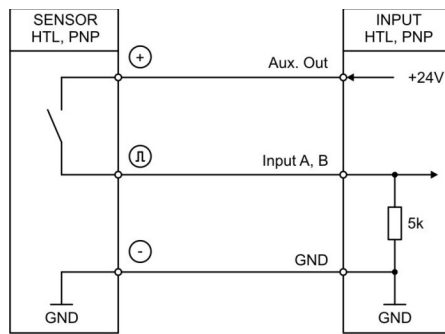 SENSOR
HTL, PNP
INPUT
HTL, PNP
+
Aux. Out
+24V
Input A, B
5k
-
GND
GND
GND